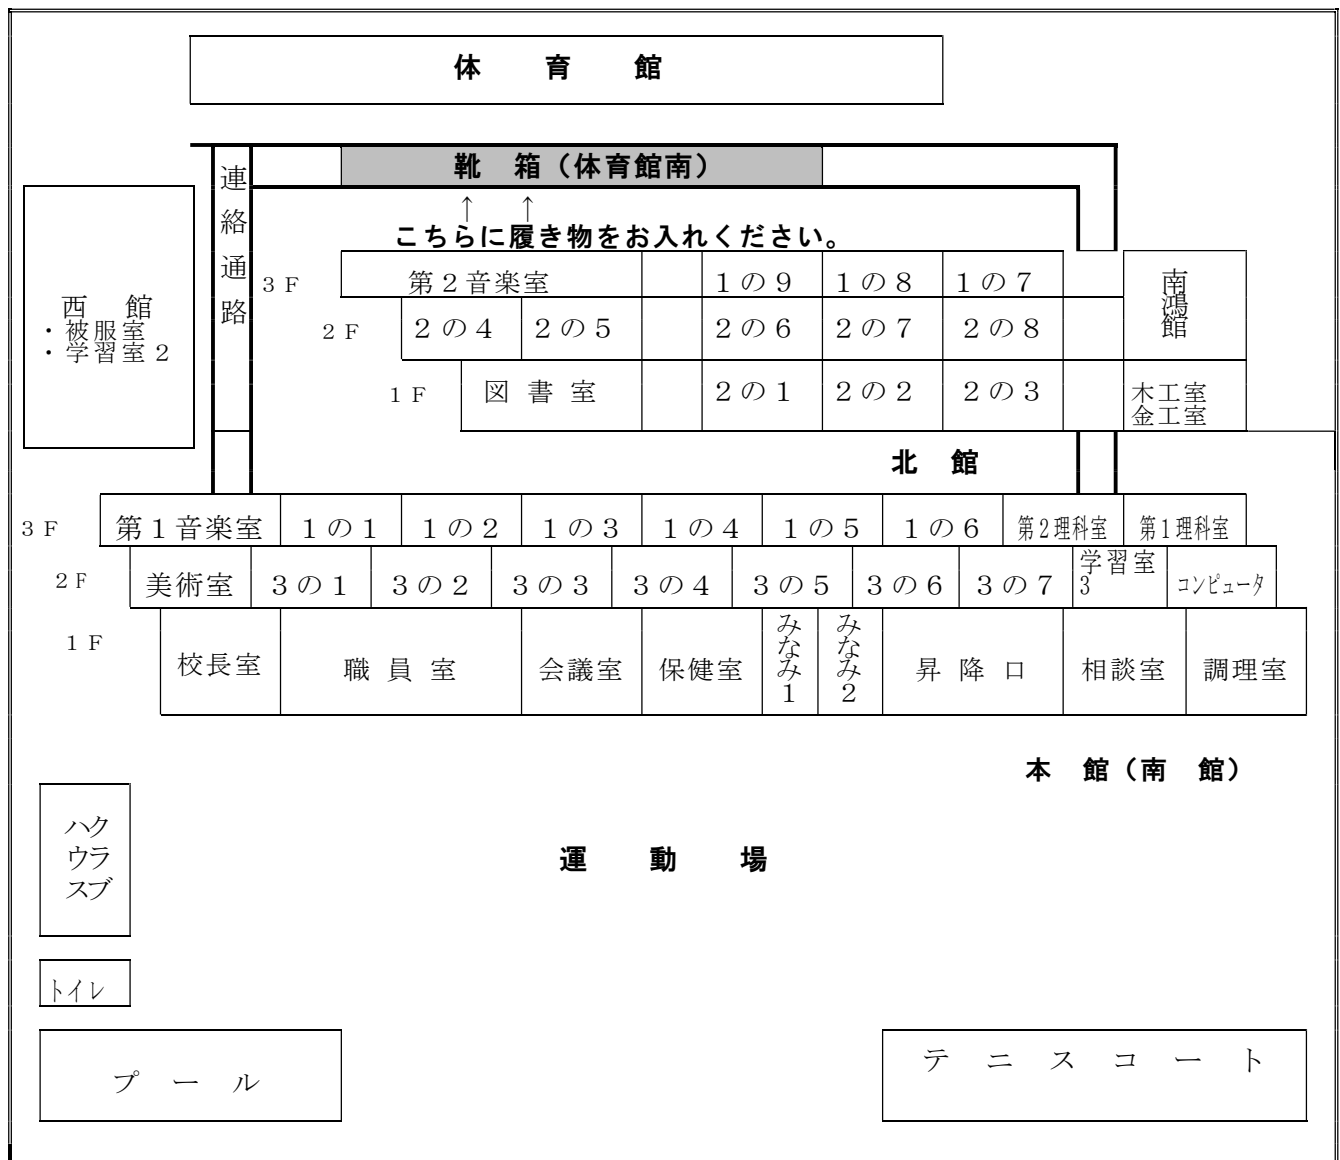 体　育　館
靴　箱（体育館南）
連絡通路
↑　↑
こちらに履き物をお入れください。
西　館
・被服室
・学習室２
３Ｆ　第２音楽室　１の９　１の８　１の７
南鴻館
２Ｆ　２の４　２の５　２の６　２の７　２の８
１Ｆ　図書室　２の１　２の２　２の３
木工室
金工室
北　館
３Ｆ　第１音楽室　１の１　１の２　１の３　１の４　１の５　１の６　第２理科室　第１理科室
２Ｆ　美術室　３の１　３の２　３の３　３の４　３の５　３の６　３の７　学習室３　コンピュータ
１Ｆ　校長室　職員室　会議室　保健室　みなみ１　みなみ２　昇降口　相談室　調理室
本　館（南　館）
クラブ
ハウス
運　動　場
トイレ
プール
テニスコート